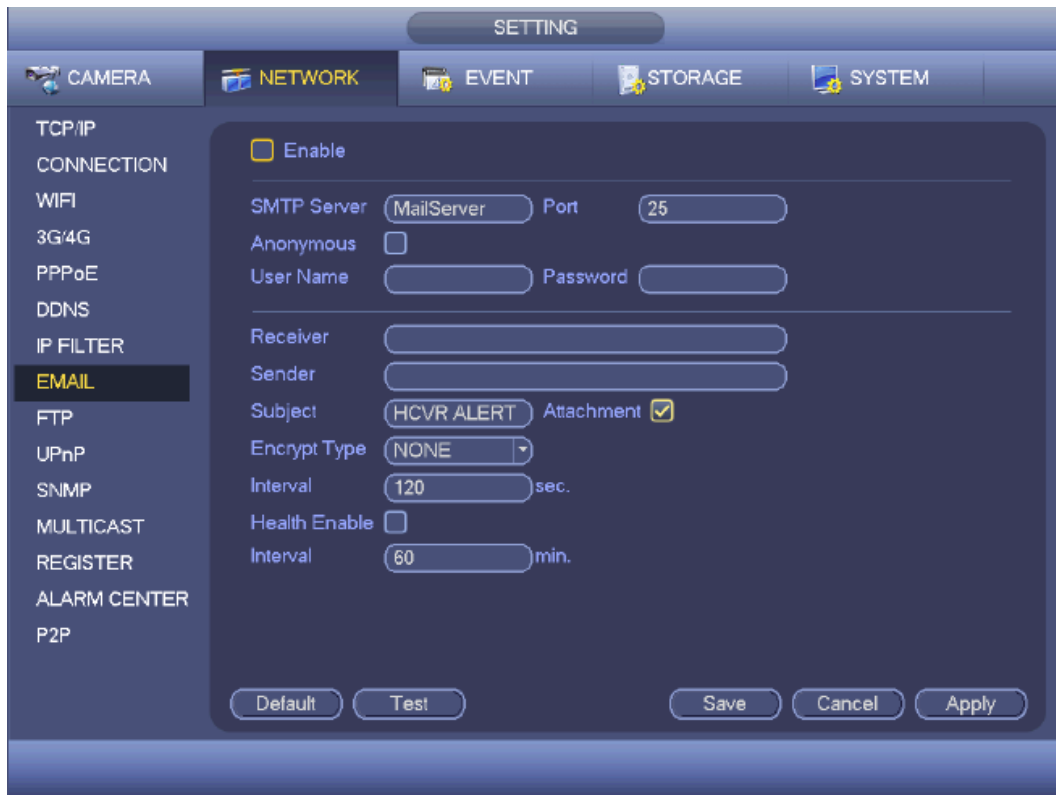 SETTING
CAMERA NETWORK EVENT STORAGE SYSTEM
TCP/IP
CONNECTION
WIFI
3G/4G
PPPoE
DDNS
IP FILTER
EMAIL
FTP
UPnP
SNMP
MULTICAST
REGISTER
ALARM CENTER
P2P
Enable
SMTP Server MailServer Port 25
Anonymous
User Name Password
Receiver
Sender
Subject HCVR ALERT Attachment
Encrypt Type NONE
Interval 120 sec.
Health Enable
Interval 60 min.
Default Test Save Cancel Apply